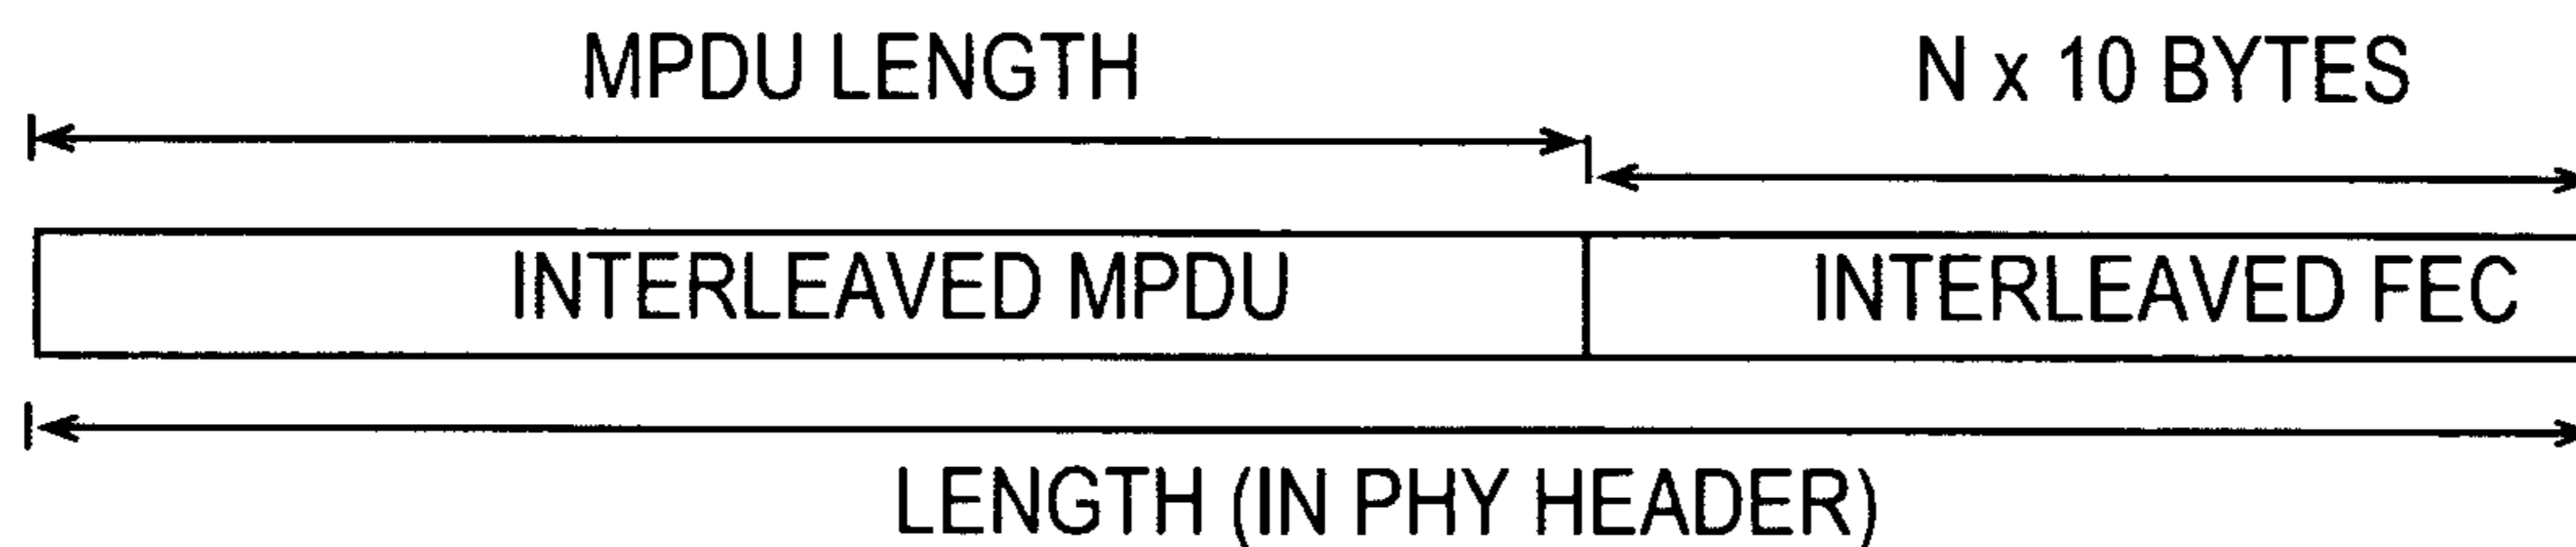 MPDU LENGTH
N x 10 BYTES
INTERLEAVED MPDU
INTERLEAVED FEC
LENGTH (IN PHY HEADER)